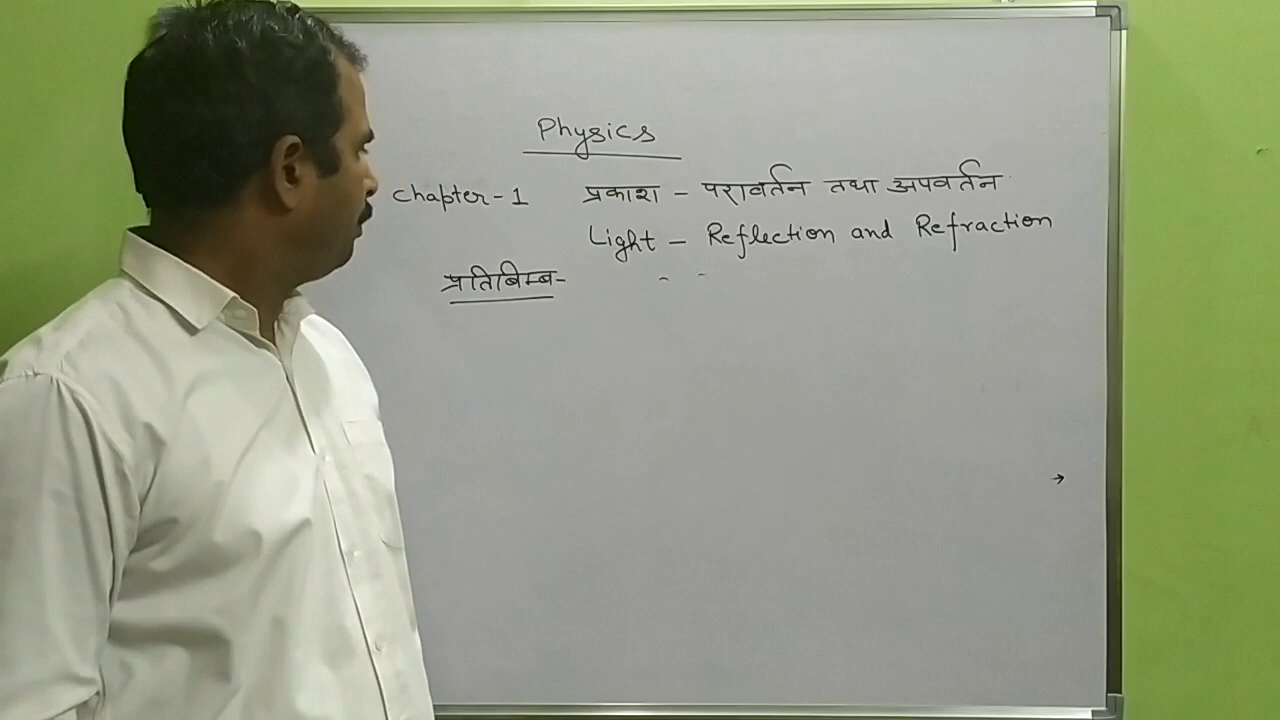 Physics
Chapter - 1 प्रकाश - परावर्तन तथा अपवर्तन
Light - Reflection and Refraction
प्रतिबिम्ब-